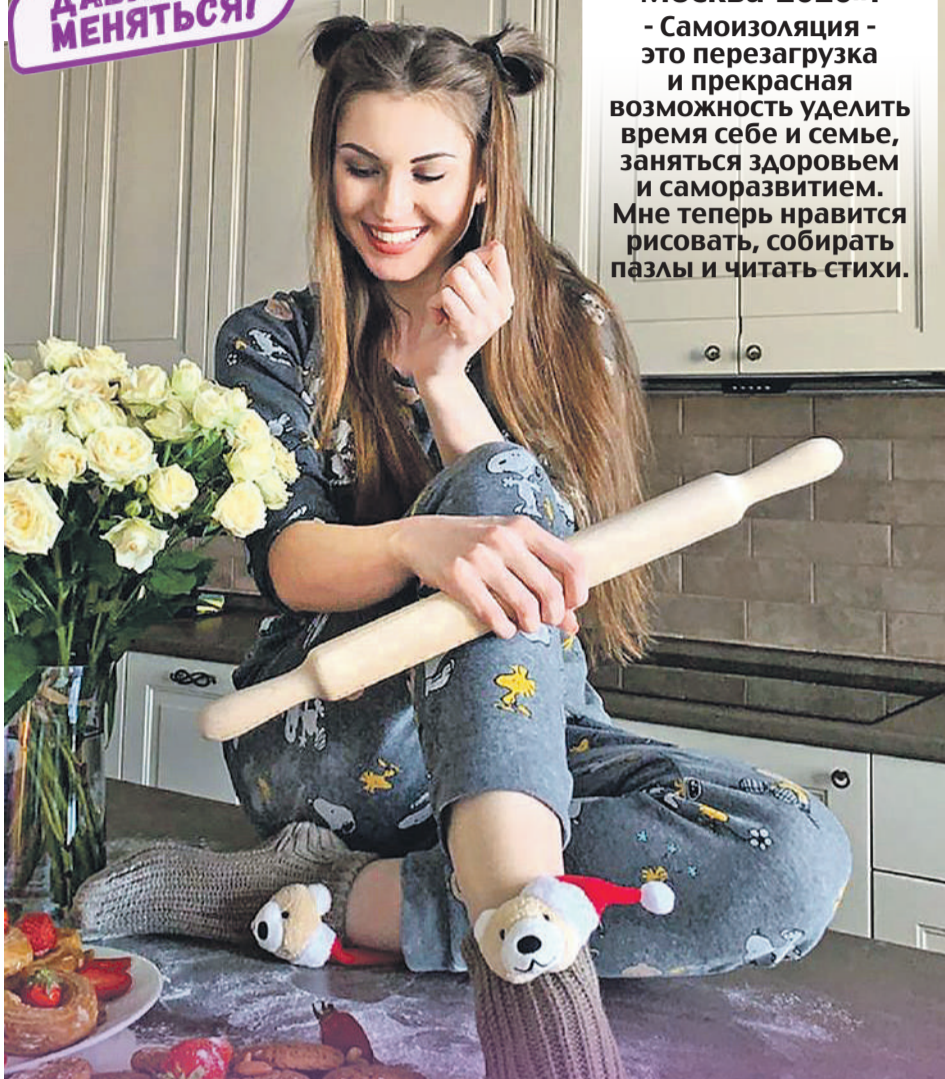 МЕНЯТЬСЯ!
- Самоизоляция -
это перезагрузка
и прекрасная
возможность уделить
время себе и семье,
заняться здоровьем
и саморазвитием.
Мне теперь нравится
рисовать, собирать
пазлы и читать стихи.